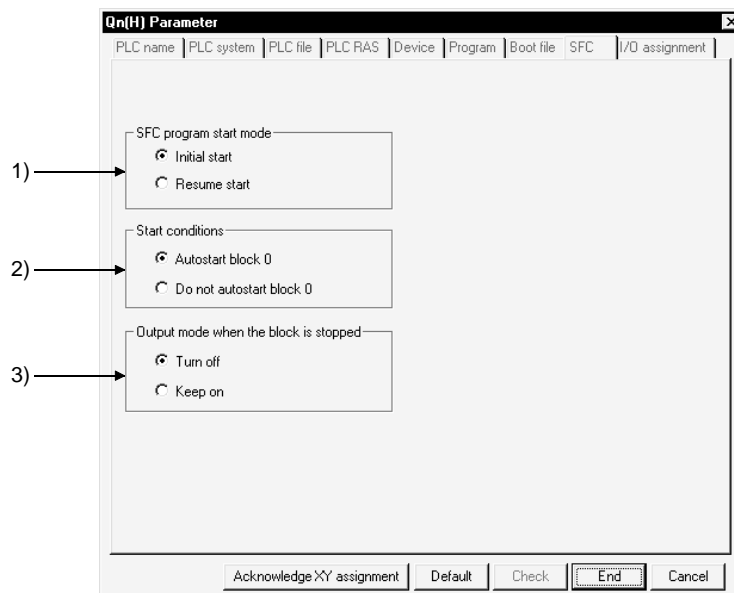 Qn(H) Parameter
PLC name PLC system PLC file PLC RAS Device Program Boot file SFC I/O assignment
SFC program start mode
1)
Initial start
Resume start
Start conditions
2)
Autostart block 0
Do not autostart block 0
Output mode when the block is stopped
3)
Turn off
Keep on
Acknowledge XY assignment Default Check End Cancel